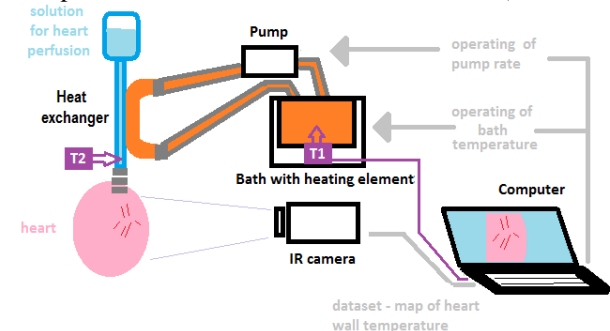 solution
for heart
perfusion
Pump
operating of
pump rate
Heat
exchanger
operating of
bath
temperature
T2
T1
Bath with heating element
Computer
heart
IR camera
dataset - map of heart
wall temperature